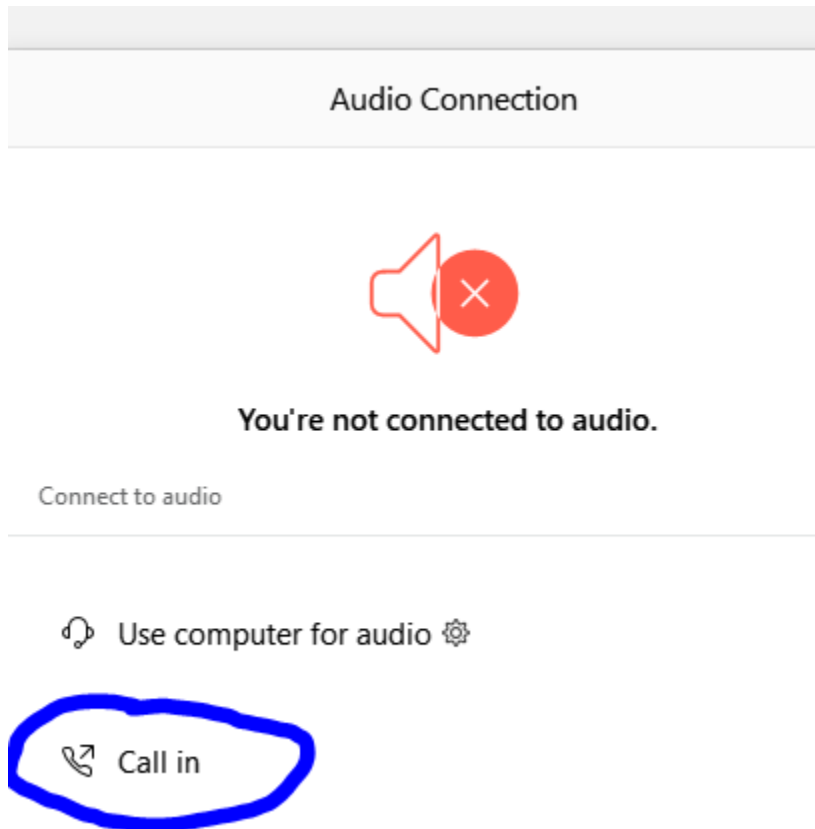 Audio Connection
You're not connected to audio.
Connect to audio
Use computer for audio
Call in